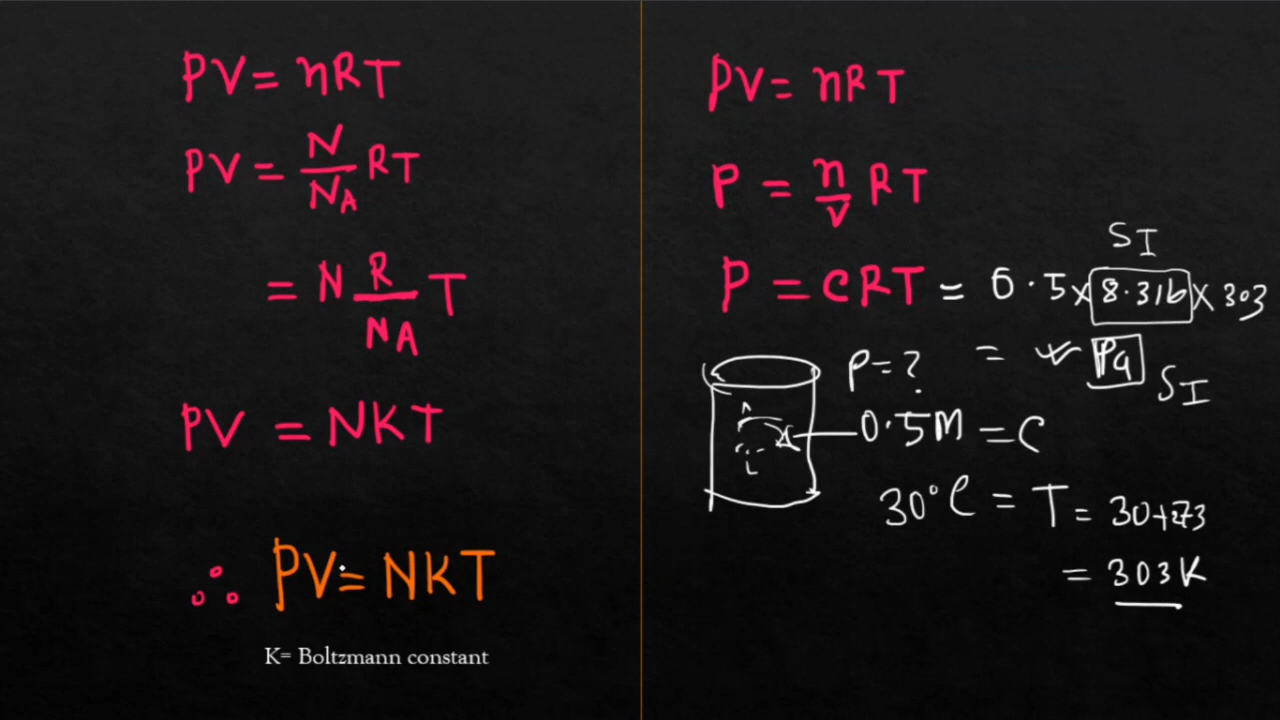 PV = nRT
PV = N/NA RT
= N R/NA T
PV = NKT
∴ PV = NKT
K= Boltzmann constant
PV = nRT
P = n/V RT
SI
P = CRT = 0.5 × 8.316 × 303
= Pa SI
P = ?
0.5M = C
30°C = T = 30+273
= 303K